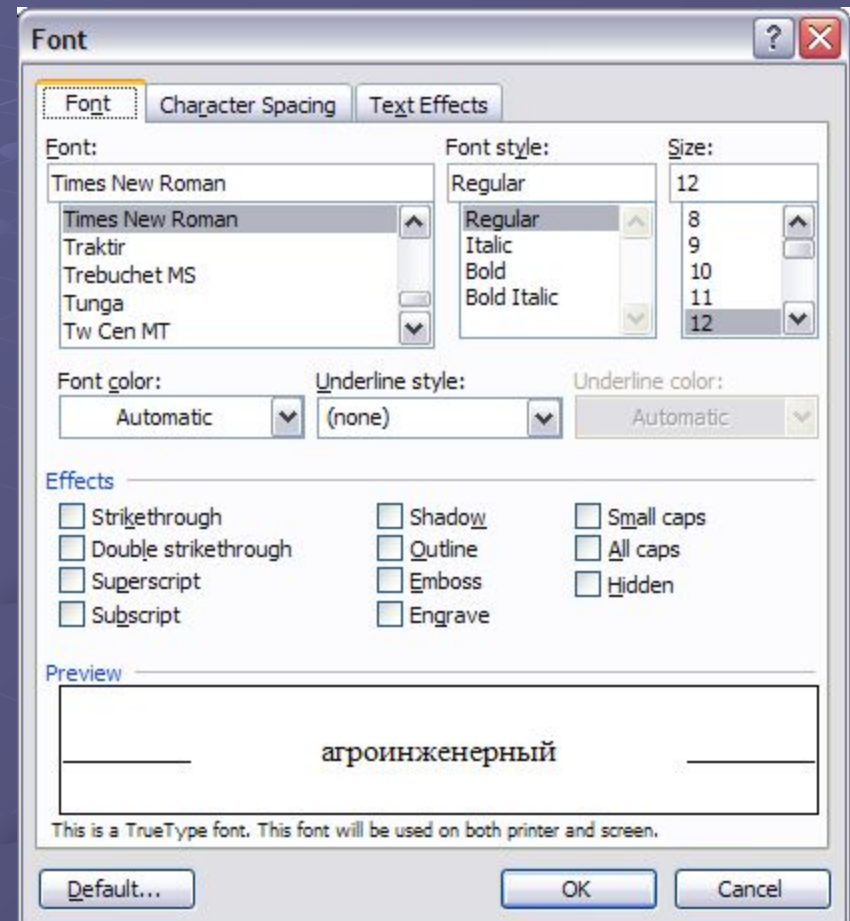 Font
Font Character Spacing Text Effects
Font: Font style: Size:
Times New Roman Regular 12
Times New Roman Regular 8
Traktir Italic 9
Trebuchet MS Bold 10
Tunga Bold Italic 11
Tw Cen MT 12
Font color: Underline style: Underline color:
Automatic (none) Automatic
Effects
Strikethrough Shadow Small caps
Double strikethrough Outline All caps
Superscript Emboss Hidden
Subscript Engrave
Preview
агроинженерный
This is a TrueType font. This font will be used on both printer and screen.
Default... OK Cancel